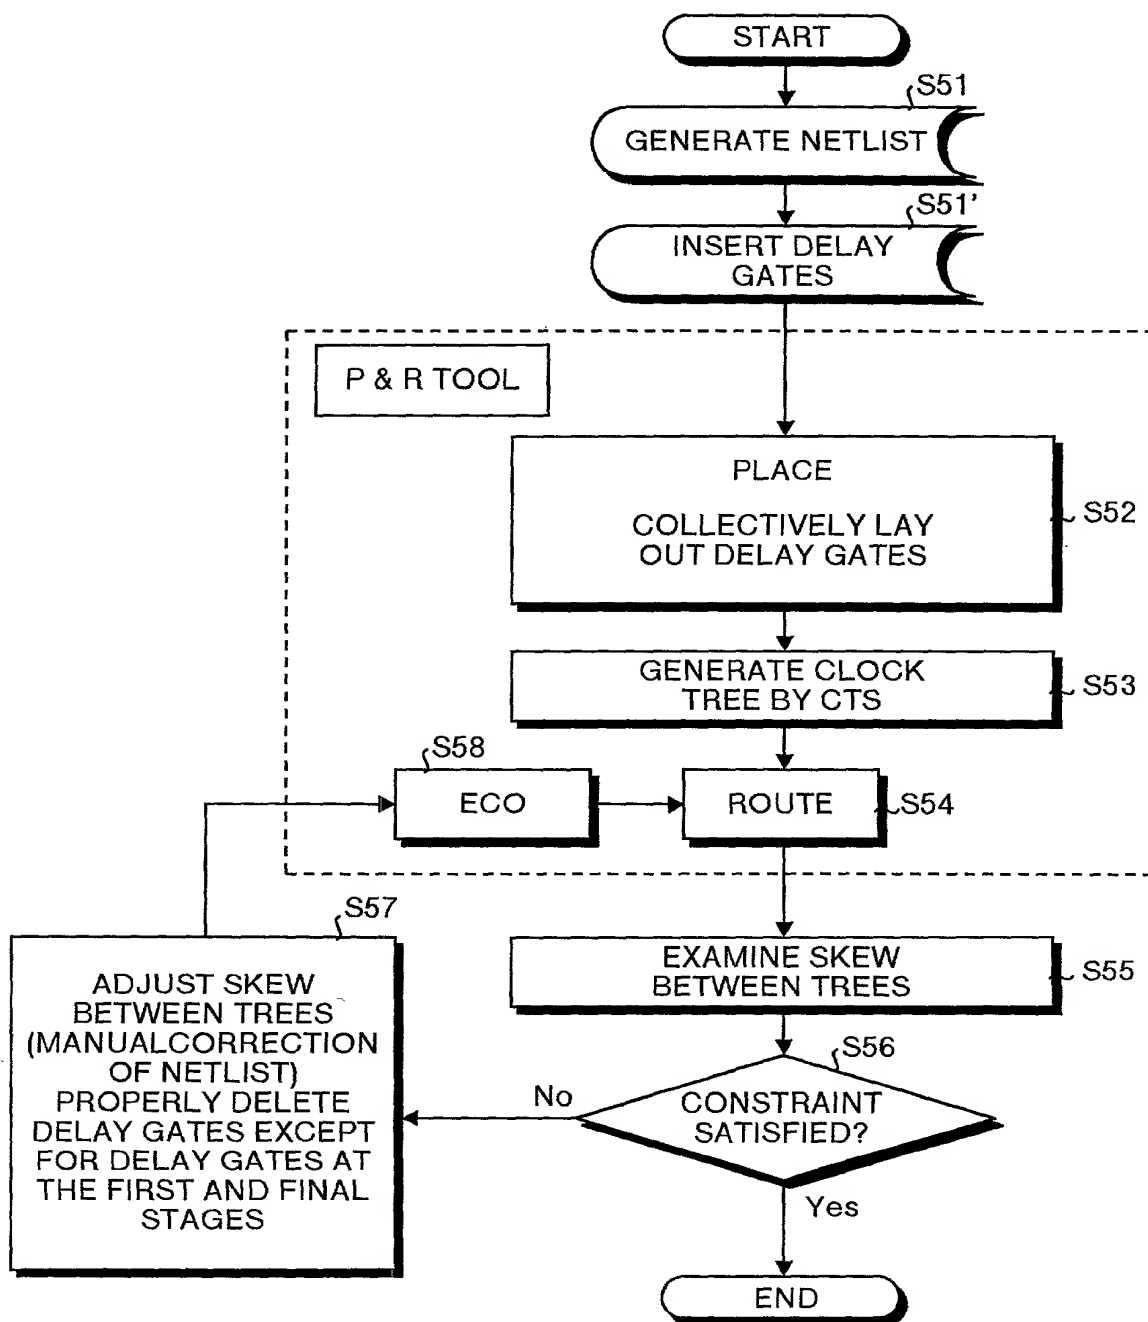 START
S51
GENERATE NETLIST
S51'
INSERT DELAY
GATES
P & R TOOL
PLACE
COLLECTIVELY LAY
OUT DELAY GATES
S52
GENERATE CLOCK
TREE BY CTS
S53
S58
ECO
ROUTE
S54
S57
ADJUST SKEW
BETWEEN TREES
(MANUALCORRECTION
OF NETLIST)
PROPERLY DELETE
DELAY GATES EXCEPT
FOR DELAY GATES AT
THE FIRST AND FINAL
STAGES
EXAMINE SKEW
BETWEEN TREES
S55
S56
No
CONSTRAINT
SATISFIED?
Yes
END